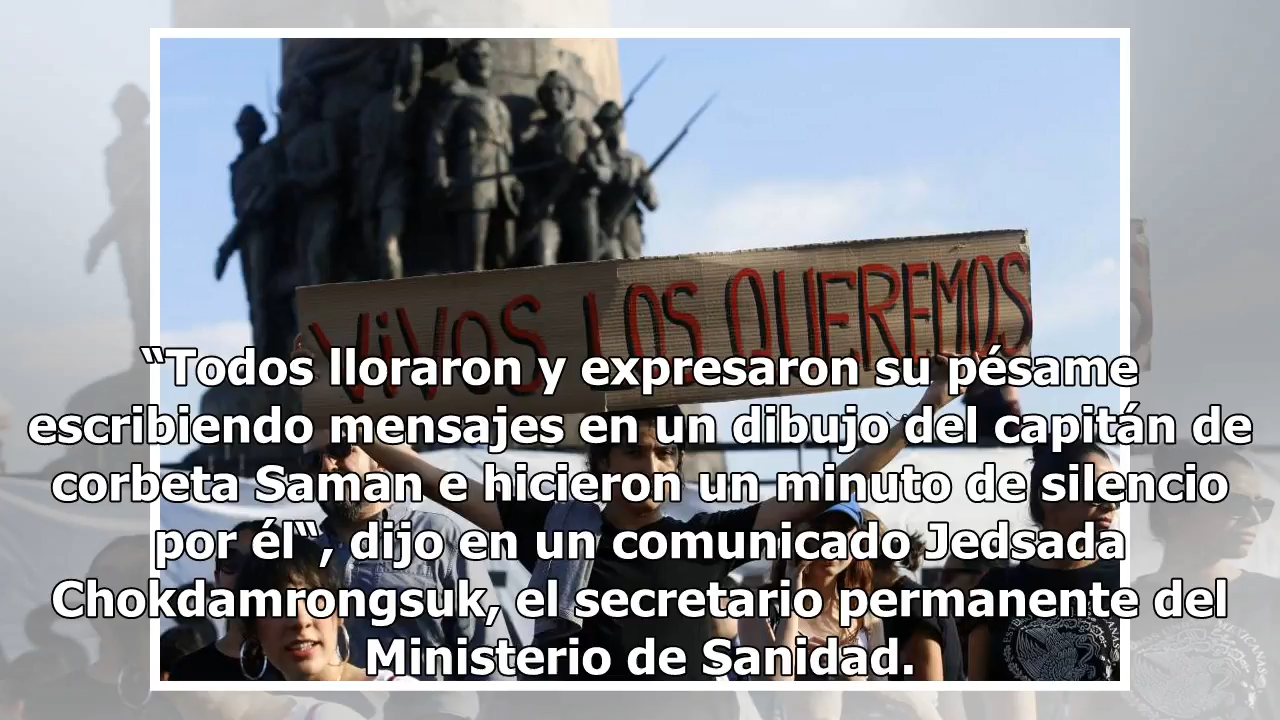 VIVOS LOS QUEREMOS
“Todos lloraron y expresaron su pésame
escribiendo mensajes en un dibujo del capitán de
corbeta Saman e hicieron un minuto de silencio
por él“, dijo en un comunicado Jedsada
Chokdamrongsuk, el secretario permanente del
Ministerio de Sanidad.